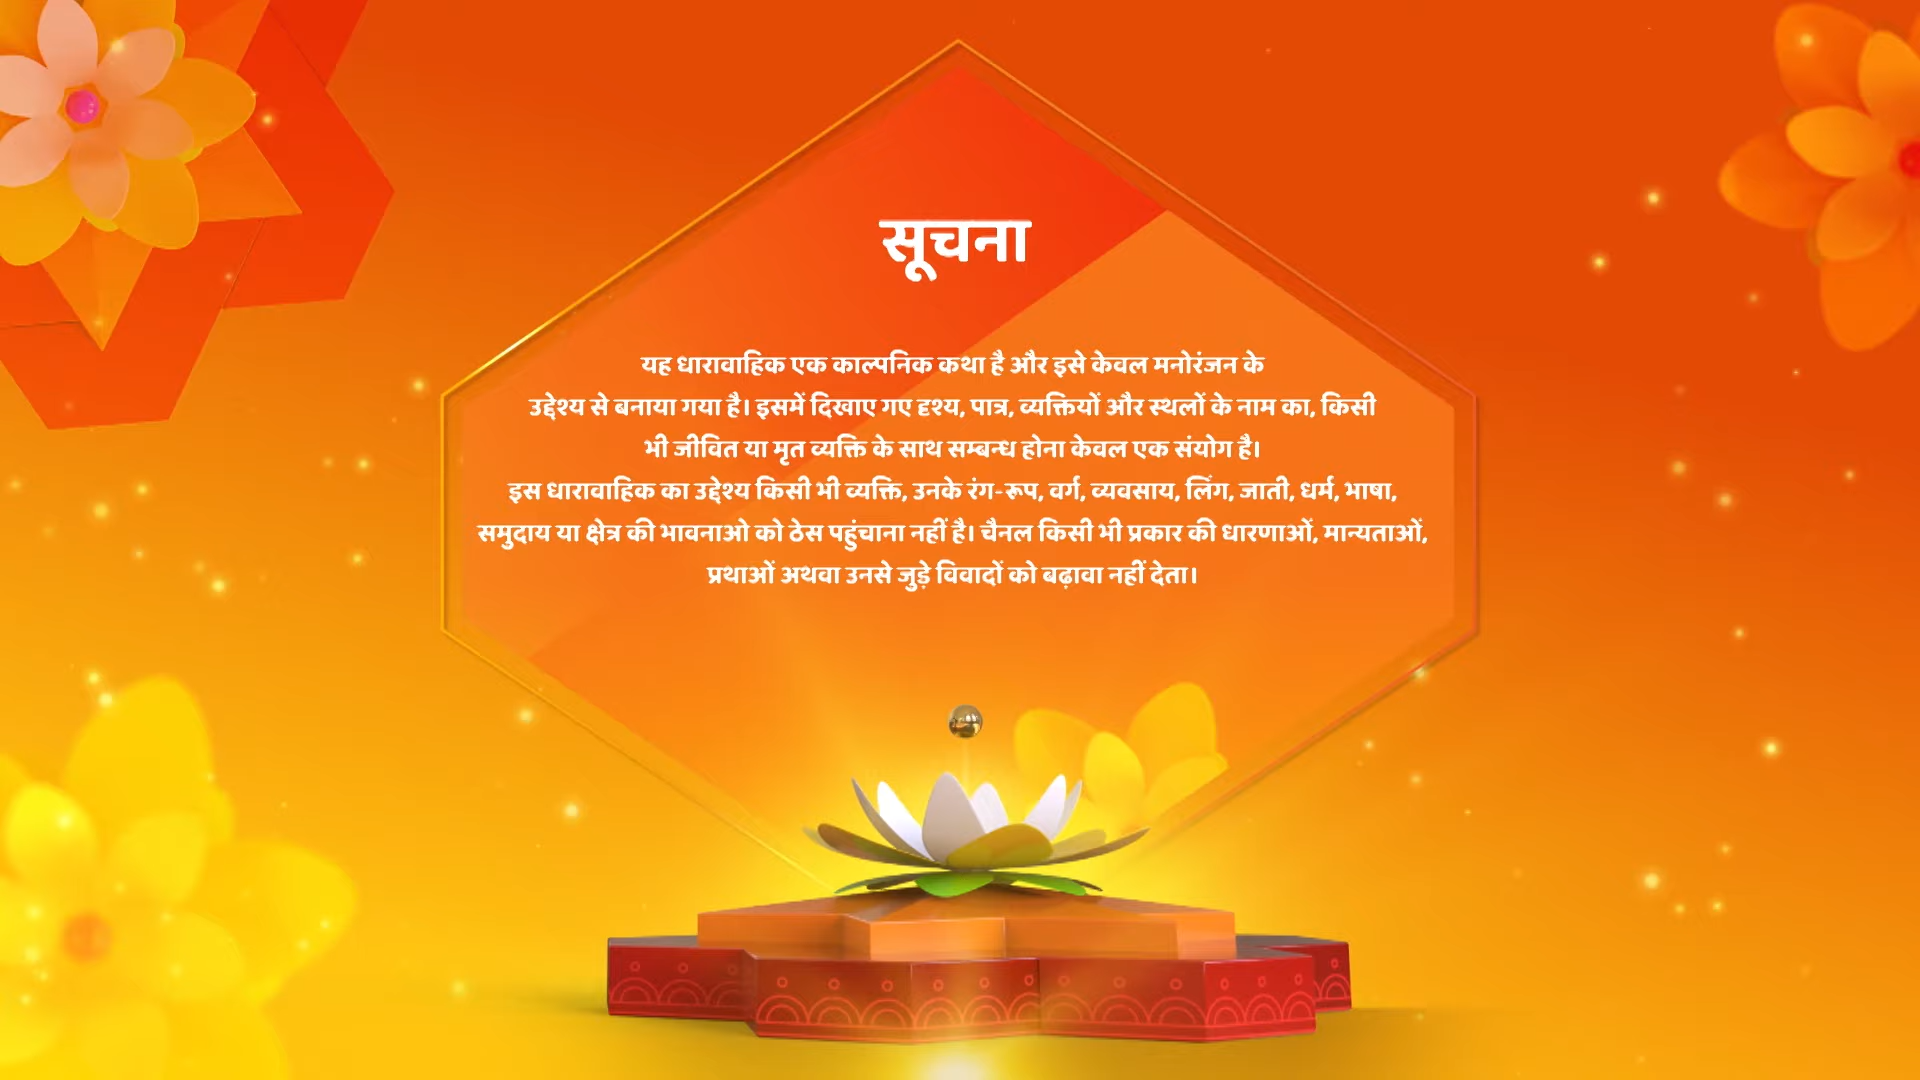 सूचना
यह धारावाहिक एक काल्पनिक कथा है और इसे केवल मनोरंजन के
उद्देश्य से बनाया गया है। इसमें दिखाए गए दृश्य, पात्र, व्यक्तियों और स्थलों के नाम का, किसी
भी जीवित या मृत व्यक्ति के साथ सम्बन्ध होना केवल एक संयोग है।
इस धारावाहिक का उद्देश्य किसी भी व्यक्ति, उनके रंग-रूप, वर्ग, व्यवसाय, लिंग, जाती, धर्म, भाषा,
समुदाय या क्षेत्र की भावनाओ को ठेस पहुंचाना नहीं है। चैनल किसी भी प्रकार की धारणाओं, मान्यताओं,
प्रथाओं अथवा उनसे जुड़े विवादों को बढ़ावा नहीं देता।